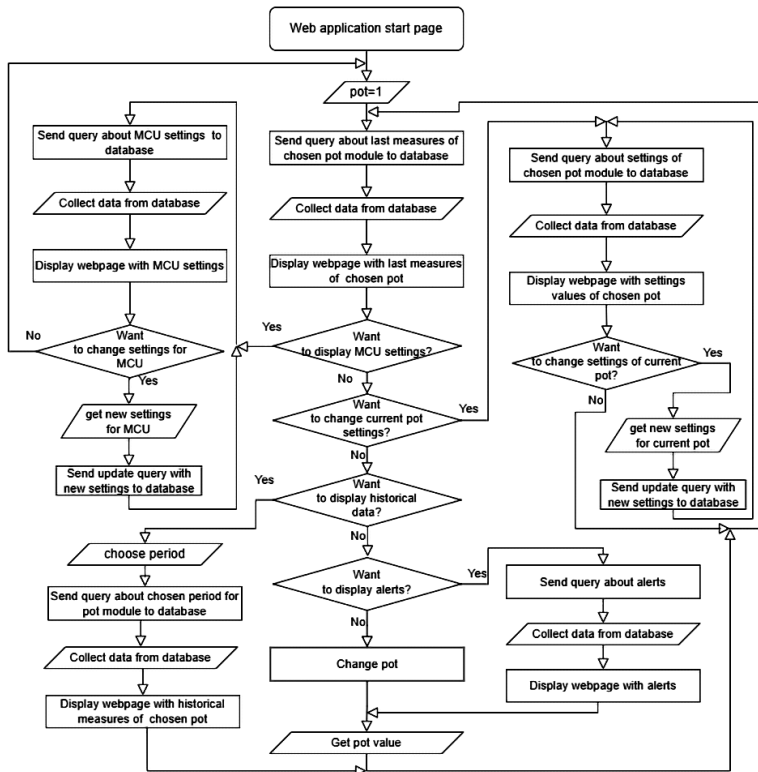 Web application start page
pot=1
Send query about MCU settings to
database
Collect data from database
Display webpage with MCU settings
No
Want
to change settings for
MCU
Yes
get new settings
for MCU
Send update query with
new settings to database
Send query about last measures of
chosen pot module to database
Collect data from database
Display webpage with last measures
of chosen pot
Yes
Want
to display MCU settings?
No
Want
to change current pot
settings?
Yes
No
Yes
Want
to display historical
data?
No
Want
to display alerts?
Yes
No
Change pot
Get pot value
Send query about settings of
chosen pot module to database
Collect data from database
Display webpage with settings
values of chosen pot
Want
to change settings of current
pot?
Yes
No
get new settings
for current pot
Send update query with
new settings to database
choose period
Send query about chosen period for
pot module to database
Collect data from database
Display webpage with historical
measures of chosen pot
Send query about alerts
Collect data from database
Display webpage with alerts